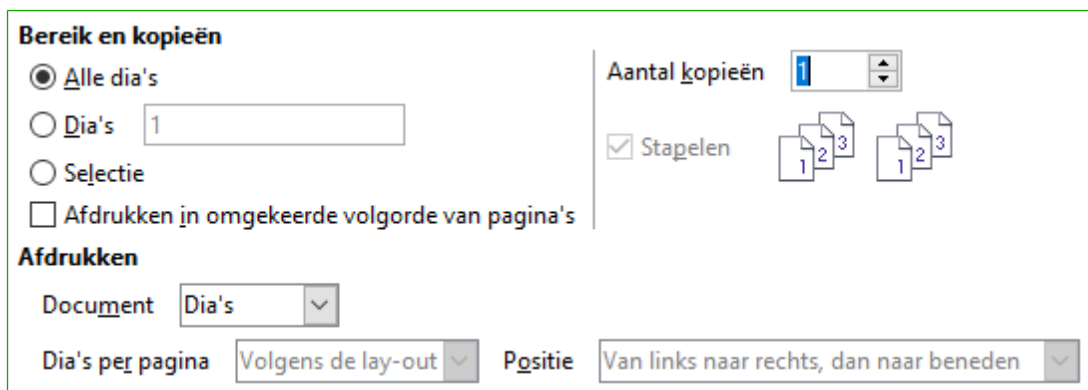 Bereik en kopieën
Alle dia's
Dia's 1
Selectie
Afdrukken in omgekeerde volgorde van pagina's
Aantal kopieën 1
Stapelen 1 2 3 1 2 3
Afdrukken
Document Dia's
Dia's per pagina Volgens de lay-out Positie Van links naar rechts, dan naar beneden